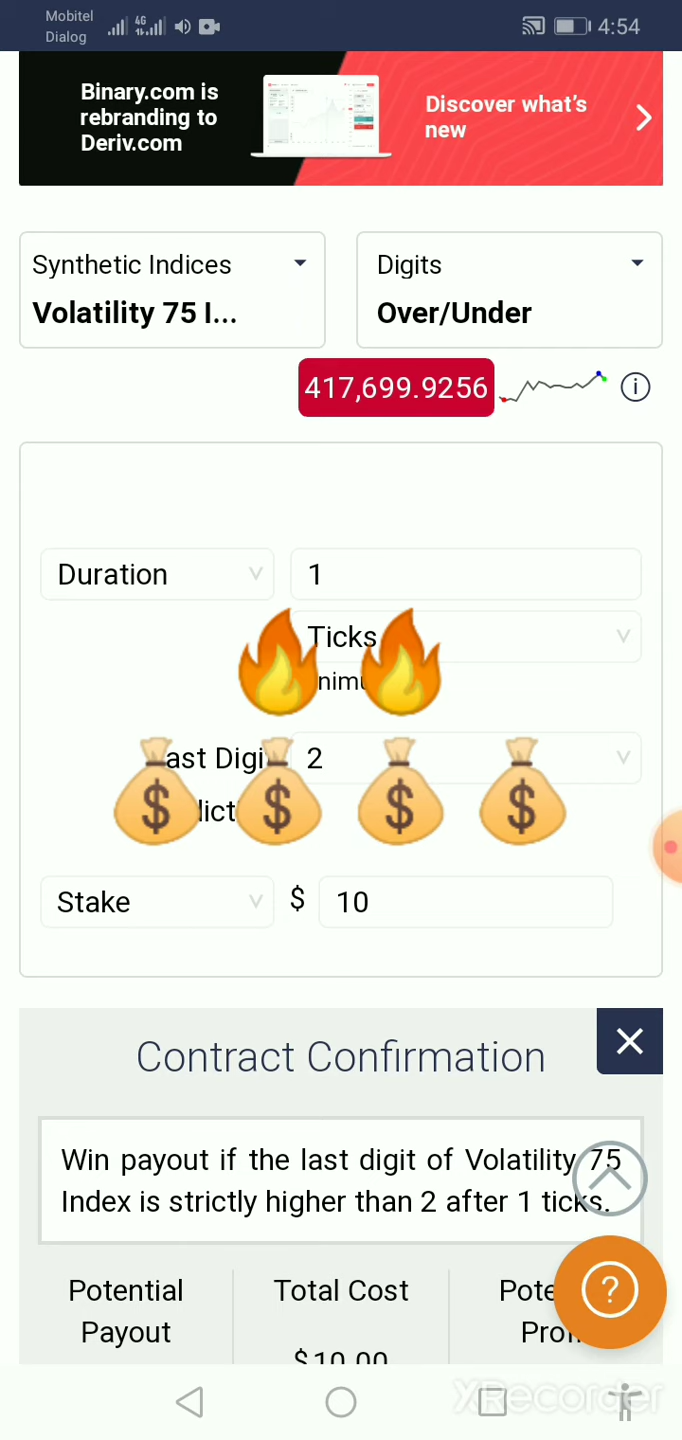 Mobitel
Dialog
4G
4:54
Binary.com is
rebranding to
Deriv.com
Discover what's
new
Synthetic Indices
Volatility 75 I...
Digits
Over/Under
417,699.9256
Duration
1
Ticks
2
Stake
$
10
Contract Confirmation
Win payout if the last digit of Volatility 75
Index is strictly higher than 2 after 1 ticks.
Potential
Payout
Total Cost
$10.00
XRecorder